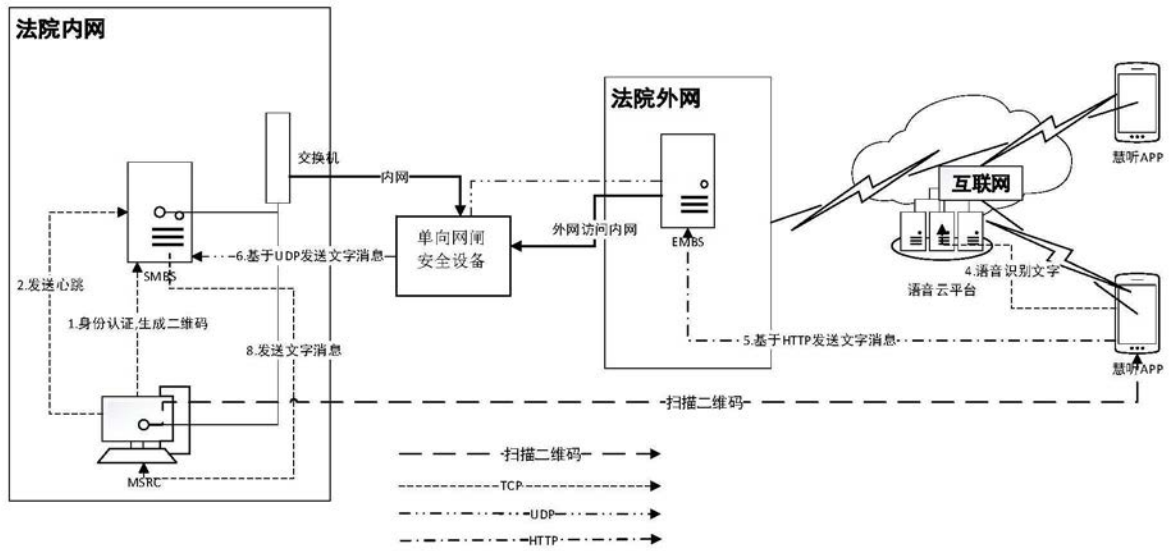 法院内网
交换机
内网
SMBS
2.发送心跳
1.身份认证,生成二维码
8.发送文字消息
MSRC
6.基于UDP发送文字消息
单向网闸
安全设备
外网访问内网
法院外网
EMBS
互联网
语音云平台
4.语音识别文字
慧听APP
5.基于HTTP发送文字消息
慧听APP
扫描二维码
扫描二维码
TCP
UDP
HTTP